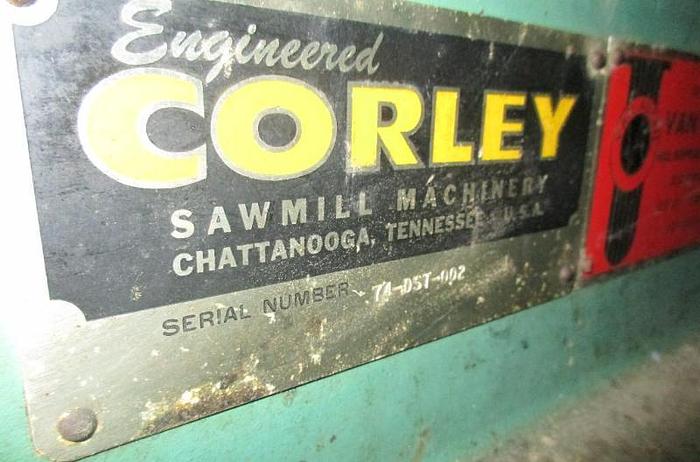 Engineered
CORLEY
SAWMILL MACHINERY
CHATTANOOGA, TENNESSEE, U.S.A.
SERIAL NUMBER 74-DST-002